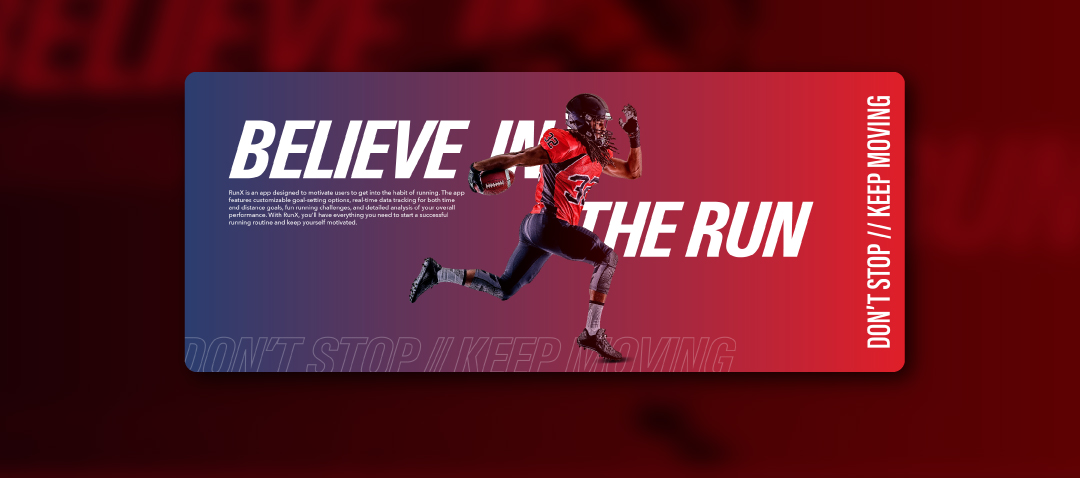 BELIEVE IN
RunX is an app designed to motivate users to get into the habit of running. The app
features customizable goal-setting options, real-time data tracking for both time
and distance goals, fun running challenges, and detailed analysis of your overall
performance. With RunX, you'll have everything you need to start a successful
running routine and keep yourself motivated.
32
32
THE RUN
DON'T STOP // KEEP MOVING
DON'T STOP // KEEP MOVING